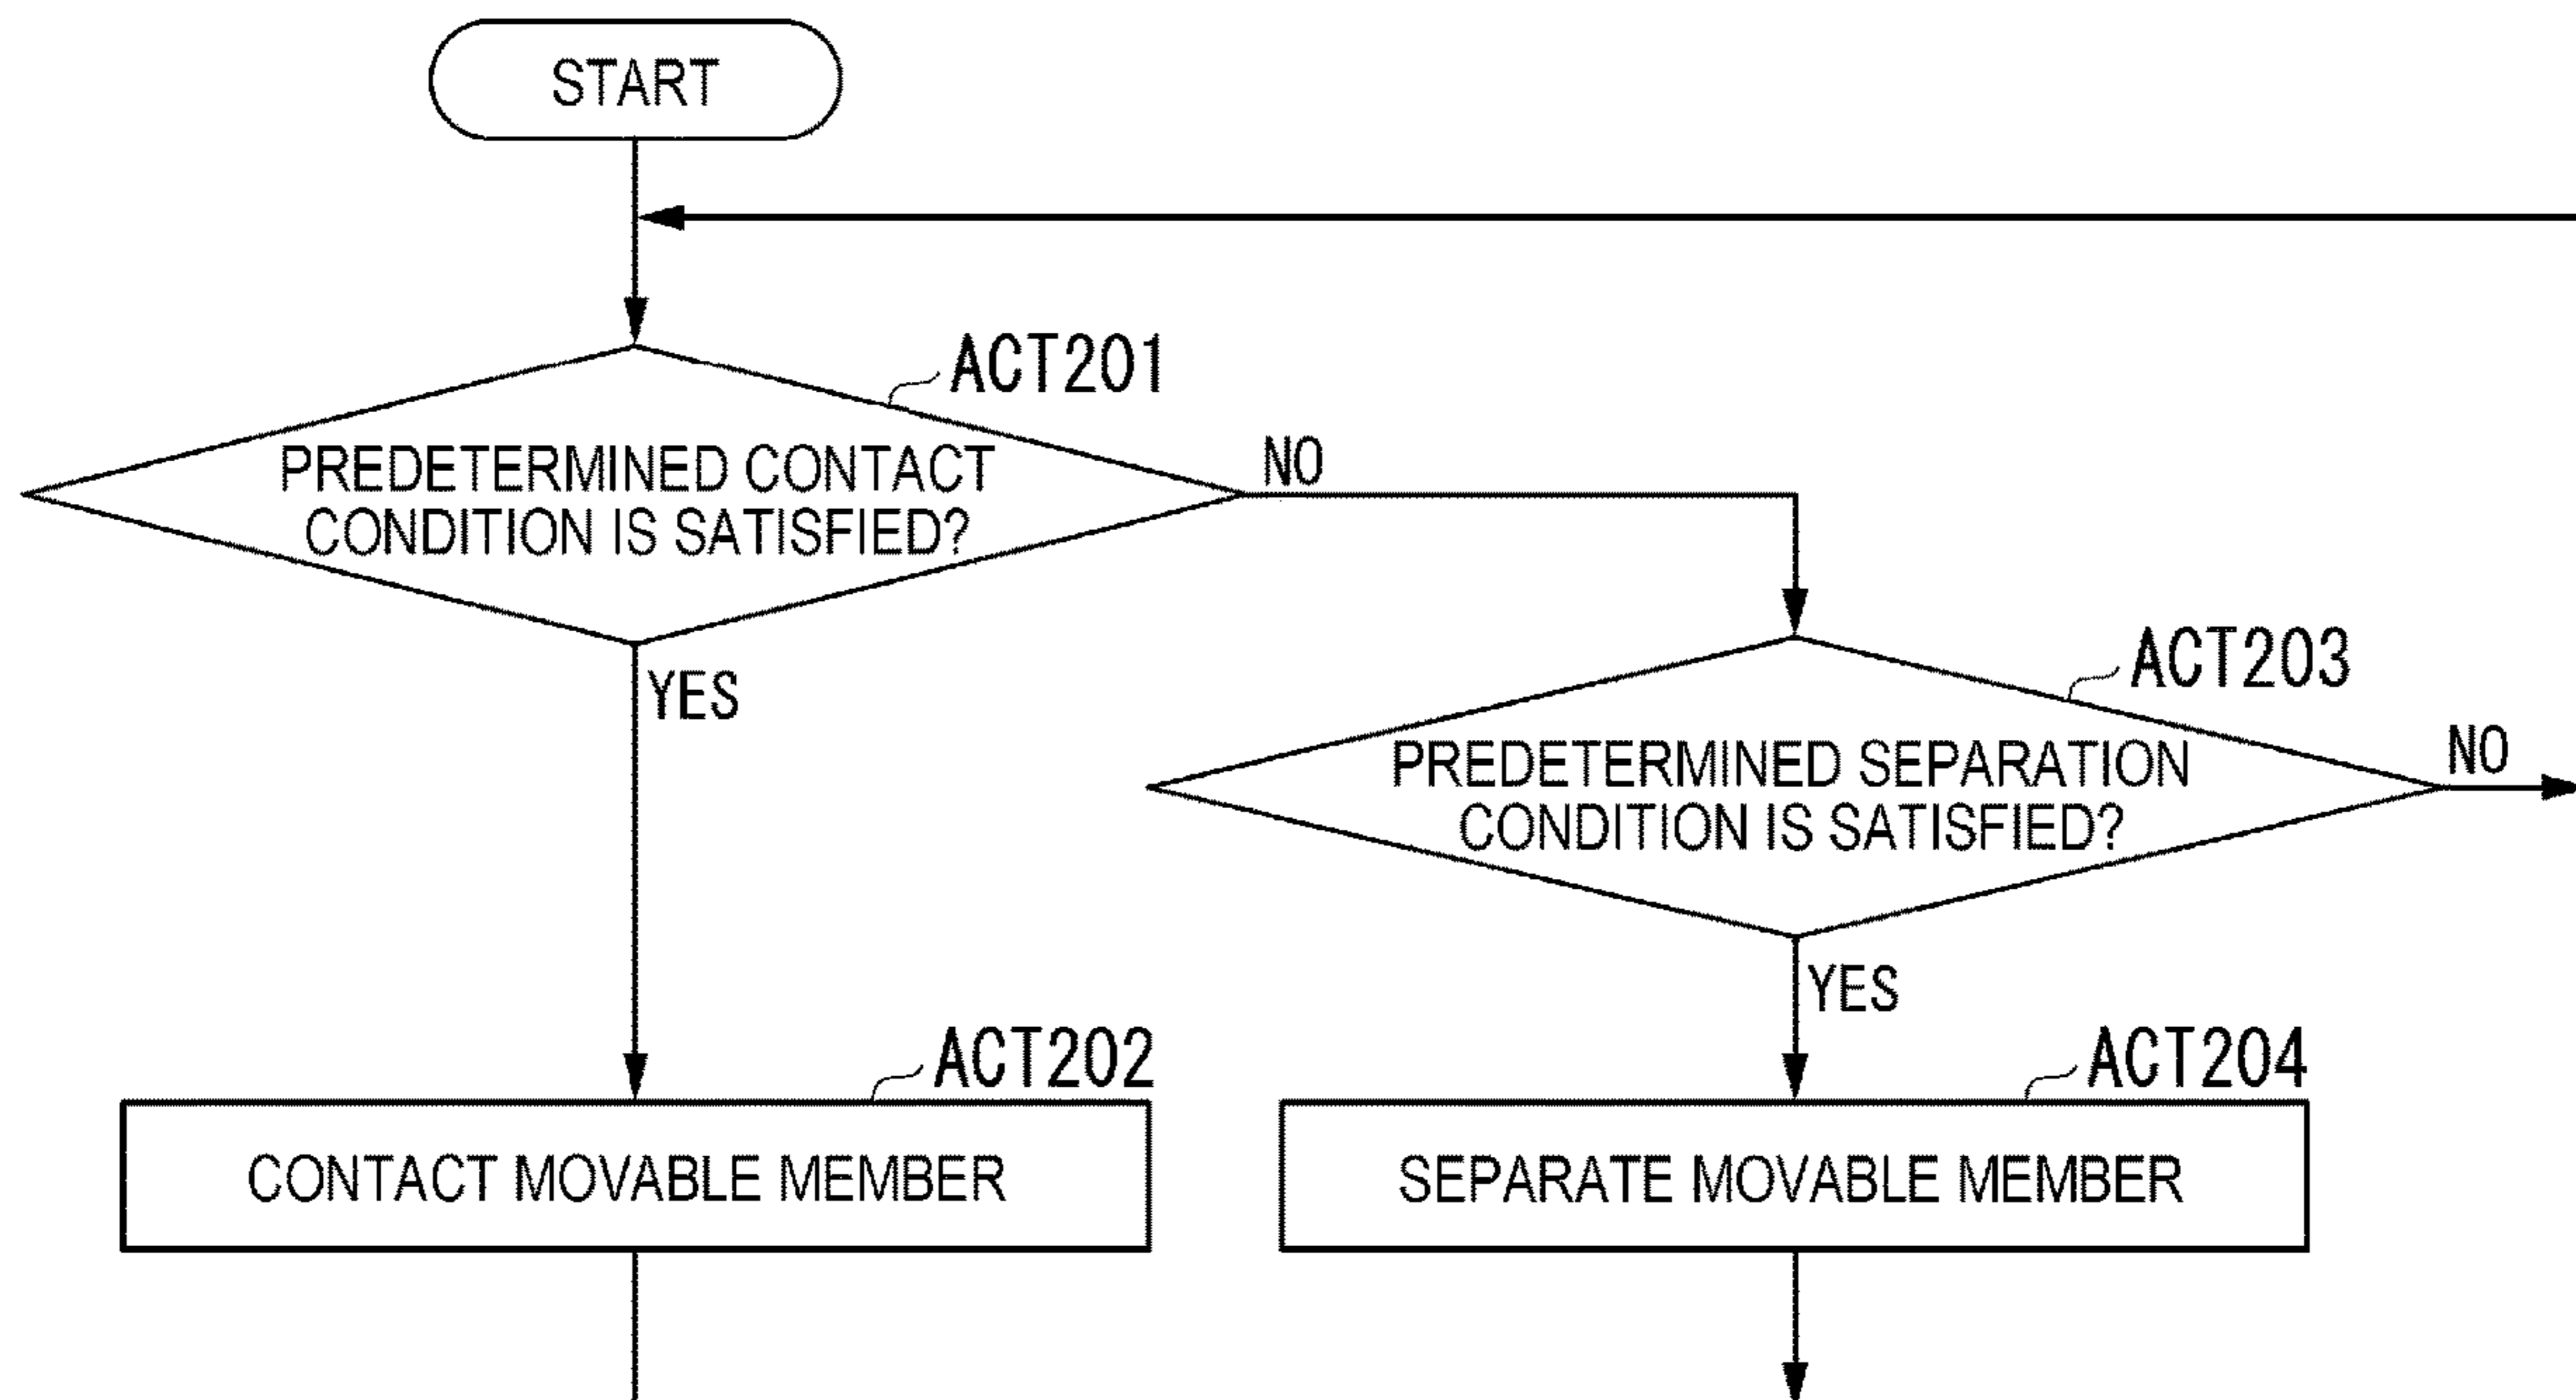 START
ACT201
PREDETERMINED CONTACT
CONDITION IS SATISFIED?
NO
YES
ACT203
PREDETERMINED SEPARATION
CONDITION IS SATISFIED?
NO
YES
ACT202
CONTACT MOVABLE MEMBER
ACT204
SEPARATE MOVABLE MEMBER